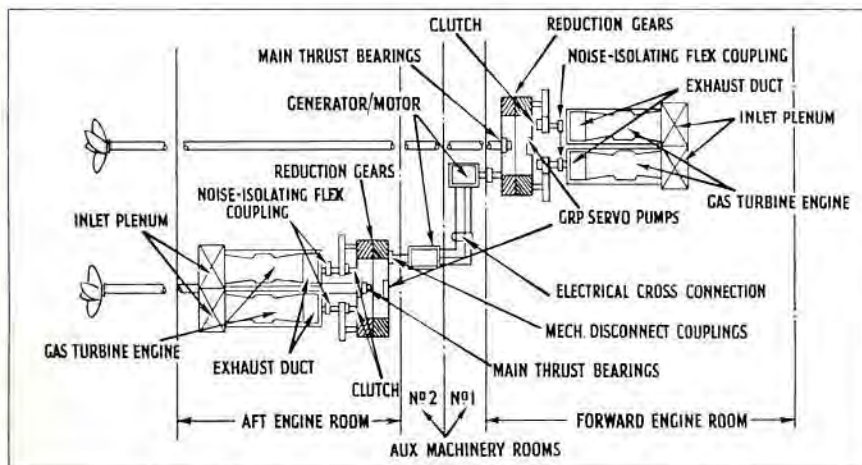 CLUTCH
REDUCTION GEARS
MAIN THRUST BEARINGS
NOISE-ISOLATING FLEX COUPLING
EXHAUST DUCT
GENERATOR/MOTOR
INLET PLENUM
REDUCTION GEARS
NOISE-ISOLATING FLEX
COUPLING
INLET PLENUM
GAS TURBINE ENGINE
GRP SERVO PUMPS
ELECTRICAL CROSS CONNECTION
MECH. DISCONNECT COUPLINGS
GAS TURBINE ENGINE
EXHAUST DUCT
CLUTCH
MAIN THRUST BEARINGS
AFT ENGINE ROOM
Nº2
Nº1
FORWARD ENGINE ROOM
AUX MACHINERY ROOMS